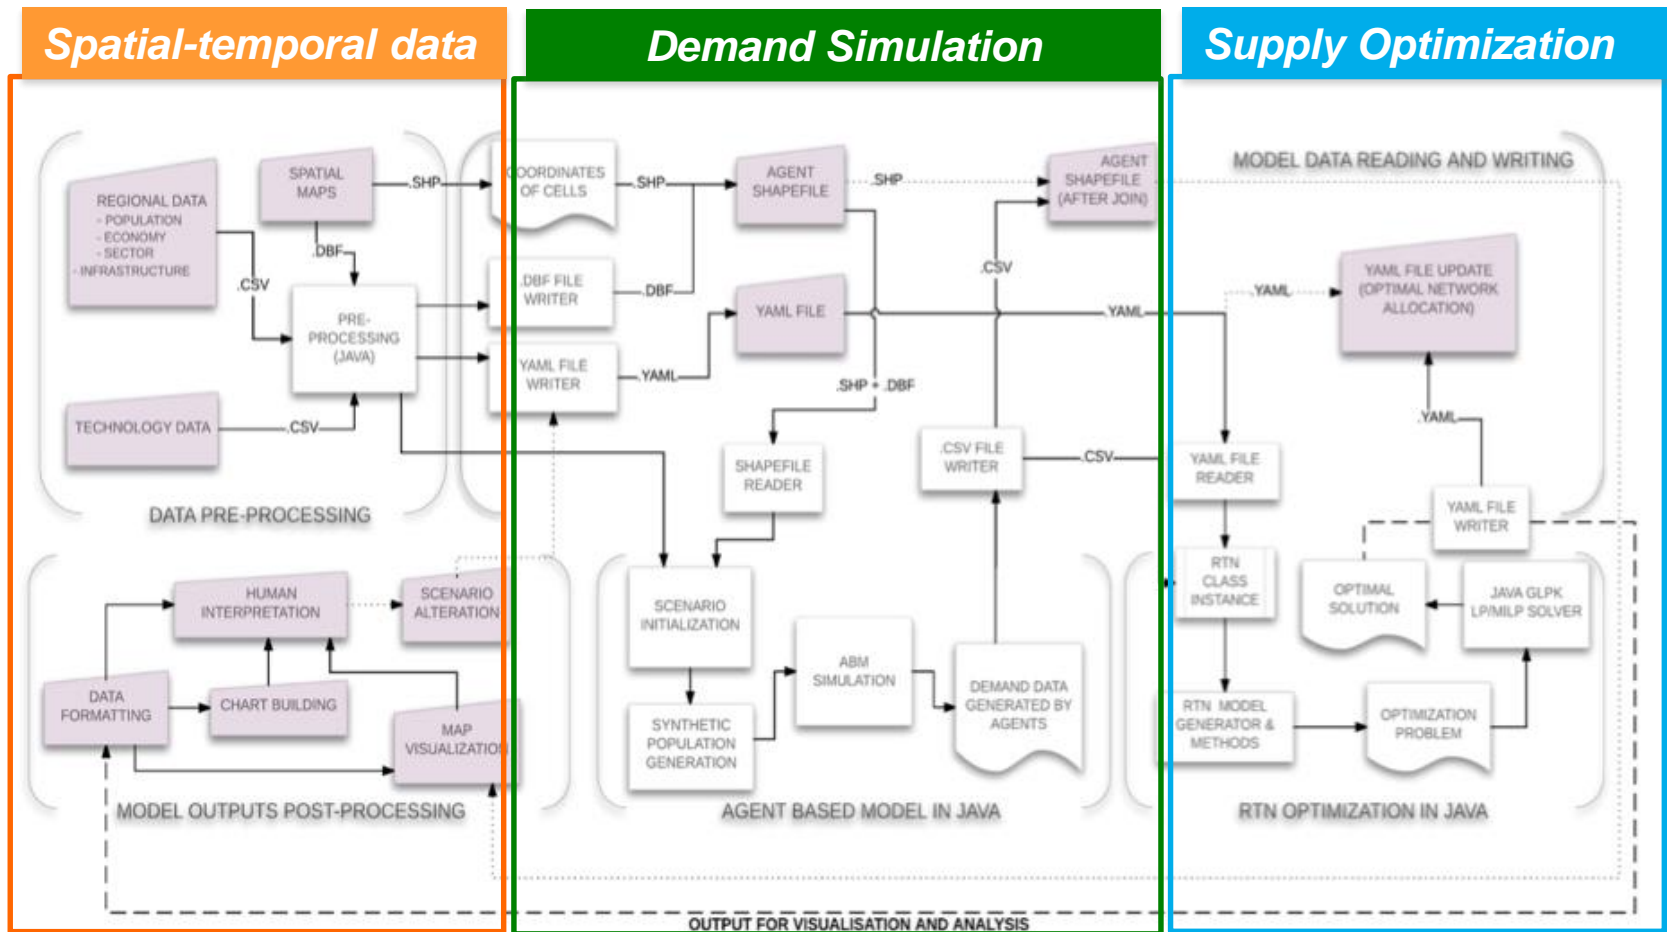 Spatial-temporal data
Demand Simulation
Supply Optimization
REGIONAL DATA
- POPULATION
- ECONOMY
- SECTOR
- INFRASTRUCTURE
SPATIAL
MAPS
.SHP
.DBF
.CSV
PRE-
PROCESSING
(JAVA)
TECHNOLOGY DATA
.CSV
DATA PRE-PROCESSING
COORDINATES
OF CELLS
.SHP
.DBF FILE
WRITER
.DBF
YAML FILE
WRITER
.YAML
AGENT
SHAPEFILE
.SHP
YAML FILE
.YAML
.SHP + .DBF
SHAPEFILE
READER
.CSV
.CSV FILE
WRITER
.CSV
AGENT
SHAPEFILE
(AFTER JOIN)
MODEL DATA READING AND WRITING
YAML FILE UPDATE
(OPTIMAL NETWORK
ALLOCATION)
.YAML
.YAML
YAML FILE
READER
YAML FILE
WRITER
HUMAN
INTERPRETATION
SCENARIO
ALTERATION
DATA
FORMATTING
CHART BUILDING
MAP
VISUALIZATION
MODEL OUTPUTS POST-PROCESSING
SCENARIO
INITIALIZATION
SYNTHETIC
POPULATION
GENERATION
ABM
SIMULATION
DEMAND DATA
GENERATED BY
AGENTS
AGENT BASED MODEL IN JAVA
RTN
CLASS
INSTANCE
OPTIMAL
SOLUTION
JAVA GLPK
LP/MILP SOLVER
RTN MODEL
GENERATOR &
METHODS
OPTIMIZATION
PROBLEM
RTN OPTIMIZATION IN JAVA
OUTPUT FOR VISUALISATION AND ANALYSIS